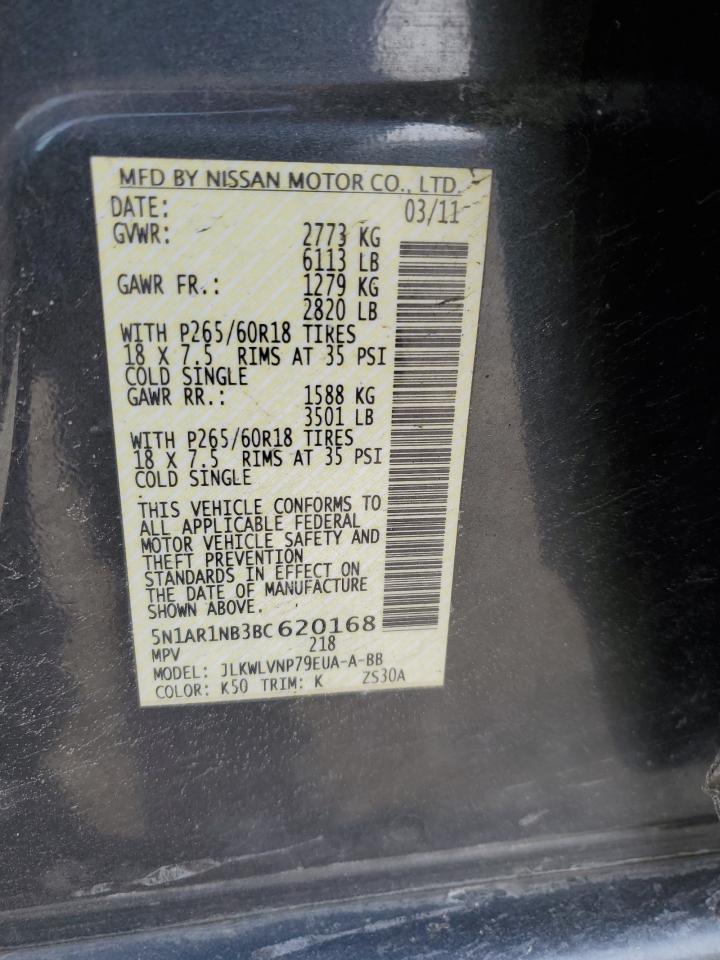 MFD BY NISSAN MOTOR CO., LTD.
DATE: 03/11
GVWR: 2773 KG
6113 LB
GAWR FR.: 1279 KG
2820 LB
WITH P265/60R18 TIRES
18 X 7.5 RIMS AT 35 PSI
COLD SINGLE
GAWR RR.: 1588 KG
3501 LB
WITH P265/60R18 TIRES
18 X 7.5 RIMS AT 35 PSI
COLD SINGLE
THIS VEHICLE CONFORMS TO
ALL APPLICABLE FEDERAL
MOTOR VEHICLE SAFETY AND
THEFT PREVENTION
STANDARDS IN EFFECT ON
THE DATE OF MANUFACTURE
SHOWN ABOVE.
5N1AR1NB3BC620168
MPV 218
MODEL: JLKWLVNP79EUA-A-BB
COLOR: K50 TRIM: K ZS30A